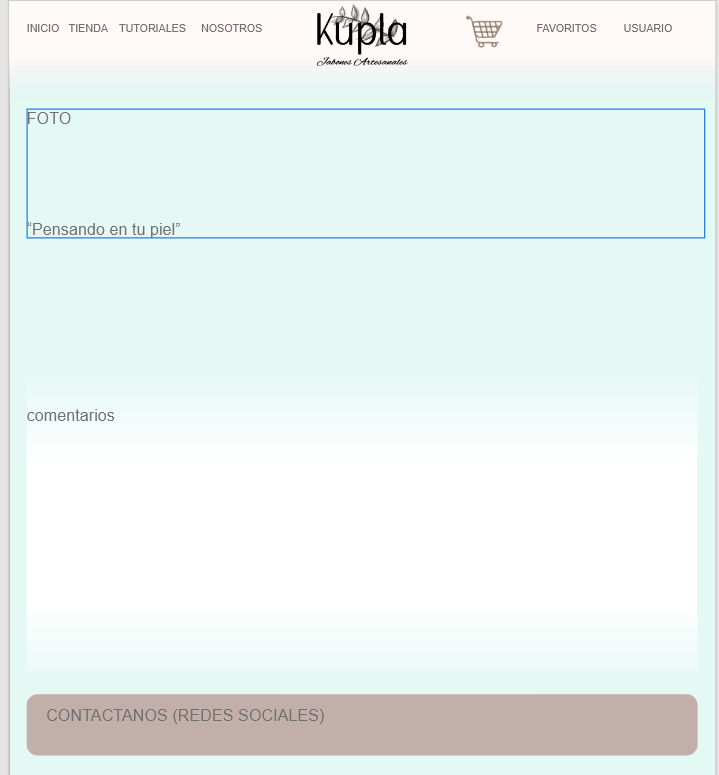 INICIO TIENDA TUTORIALES NOSOTROS
Kupla
Jabones Artesanales
FAVORITOS USUARIO
FOTO
“Pensando en tu piel”
comentarios
CONTACTANOS (REDES SOCIALES)